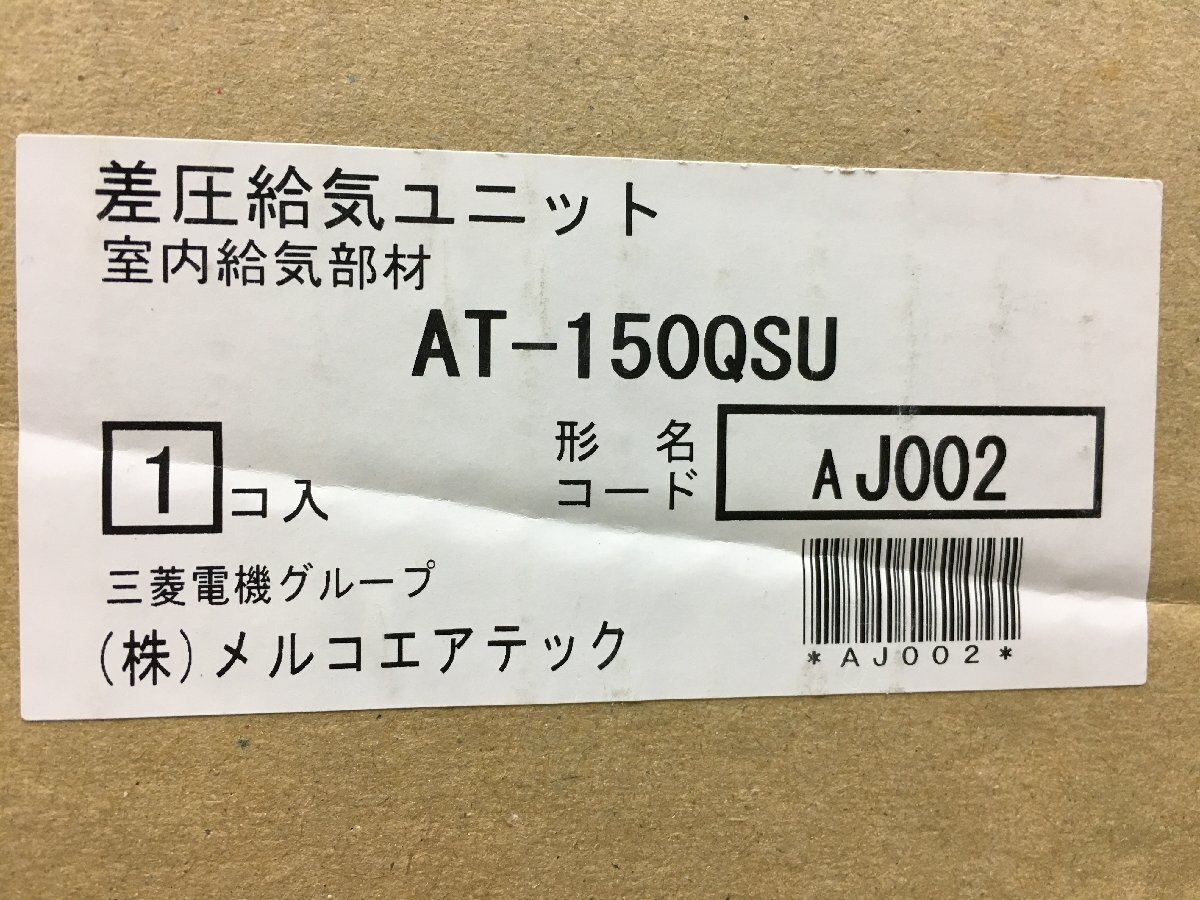 差圧給気ユニット
室内給気部材
AT-150QSU
1コ入
形名
コード
AJ002
三菱電機グループ
(株)メルコエアテック
*AJ002*